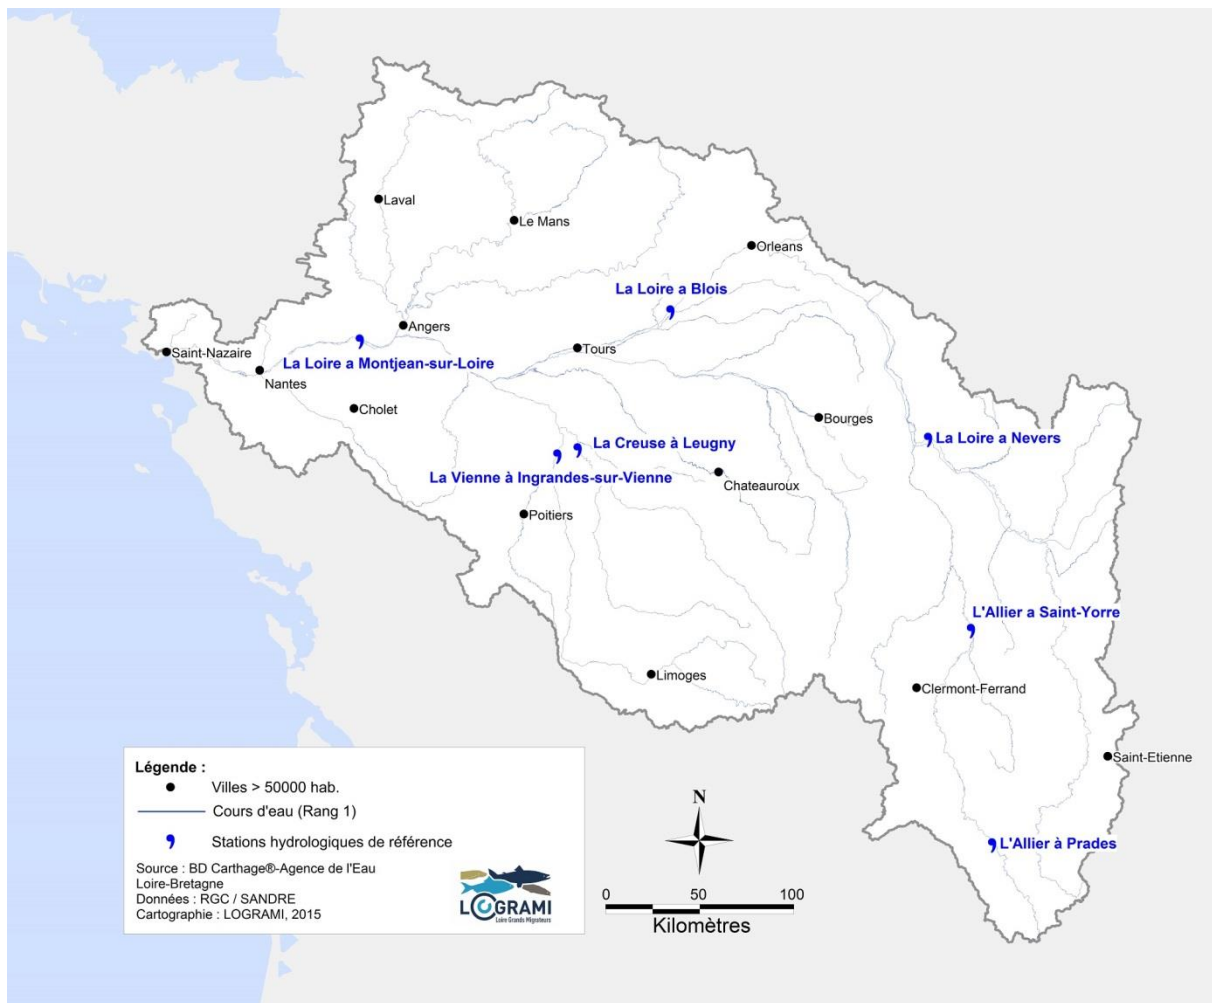 Laval
Le Mans
Orleans
La Loire a Blois
Angers
Saint-Nazaire
Tours
La Loire a Montjean-sur-Loire
Nantes
Cholet
Bourges
La Creuse à Leugny
La Loire a Nevers
La Vienne à Ingrandes-sur-Vienne
Chateauroux
Poitiers
L'Allier a Saint-Yorre
Limoges
Clermont-Ferrand
Saint-Etienne
L'Allier à Prades
Légende :
Villes > 50000 hab.
Cours d'eau (Rang 1)
Stations hydrologiques de référence
Source : BD Carthage®-Agence de l'Eau
Loire-Bretagne
Données : RGC / SANDRE
Cartographie : LOGRAMI, 2015
LOGRAMI
Loire Grands Migrateurs
N
0 50 100
Kilomètres